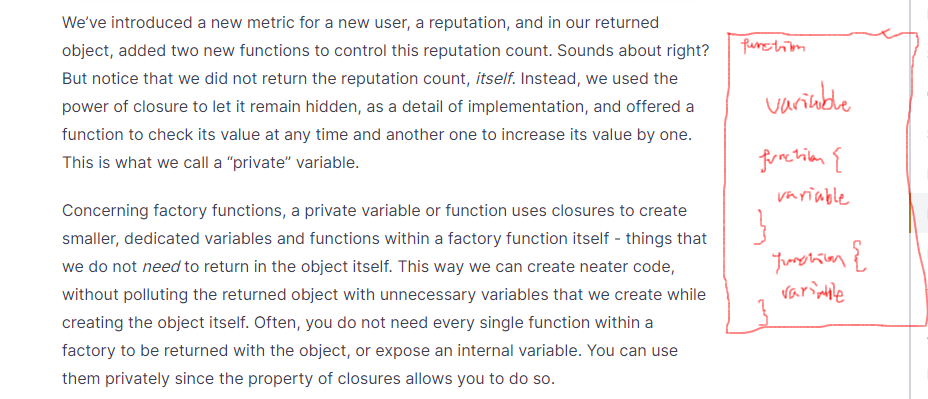 We’ve introduced a new metric for a new user, a reputation, and in our returned
object, added two new functions to control this reputation count. Sounds about right?
But notice that we did not return the reputation count, itself. Instead, we used the
power of closure to let it remain hidden, as a detail of implementation, and offered a
function to check its value at any time and another one to increase its value by one.
This is what we call a “private” variable.
Concerning factory functions, a private variable or function uses closures to create
smaller, dedicated variables and functions within a factory function itself - things that
we do not need to return in the object itself. This way we can create neater code,
without polluting the returned object with unnecessary variables that we create while
creating the object itself. Often, you do not need every single function within a
factory to be returned with the object, or expose an internal variable. You can use
them privately since the property of closures allows you to do so.
function
variable
function {
variable
}
function {
variable
}